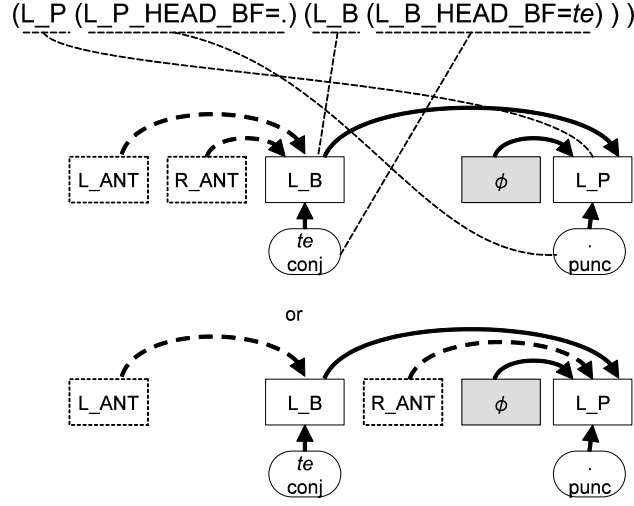 (L_P (L_P_HEAD_BF=.) (L_B (L_B_HEAD_BF=te) ) )
L_ANT R_ANT L_B ϕ L_P
te .
conj punc
or
L_ANT L_B R_ANT ϕ L_P
te .
conj punc